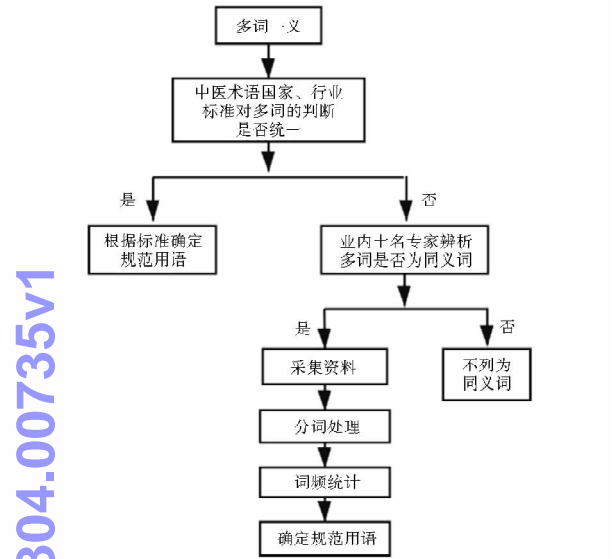 多词一义
中医术语国家、行业
标准对多词的判断
是否统一
是
否
根据标准确定
规范用语
业内十名专家辨析
多词是否为同义词
是
否
采集资料
不列为
同义词
分词处理
词频统计
确定规范用语
304.00735v1